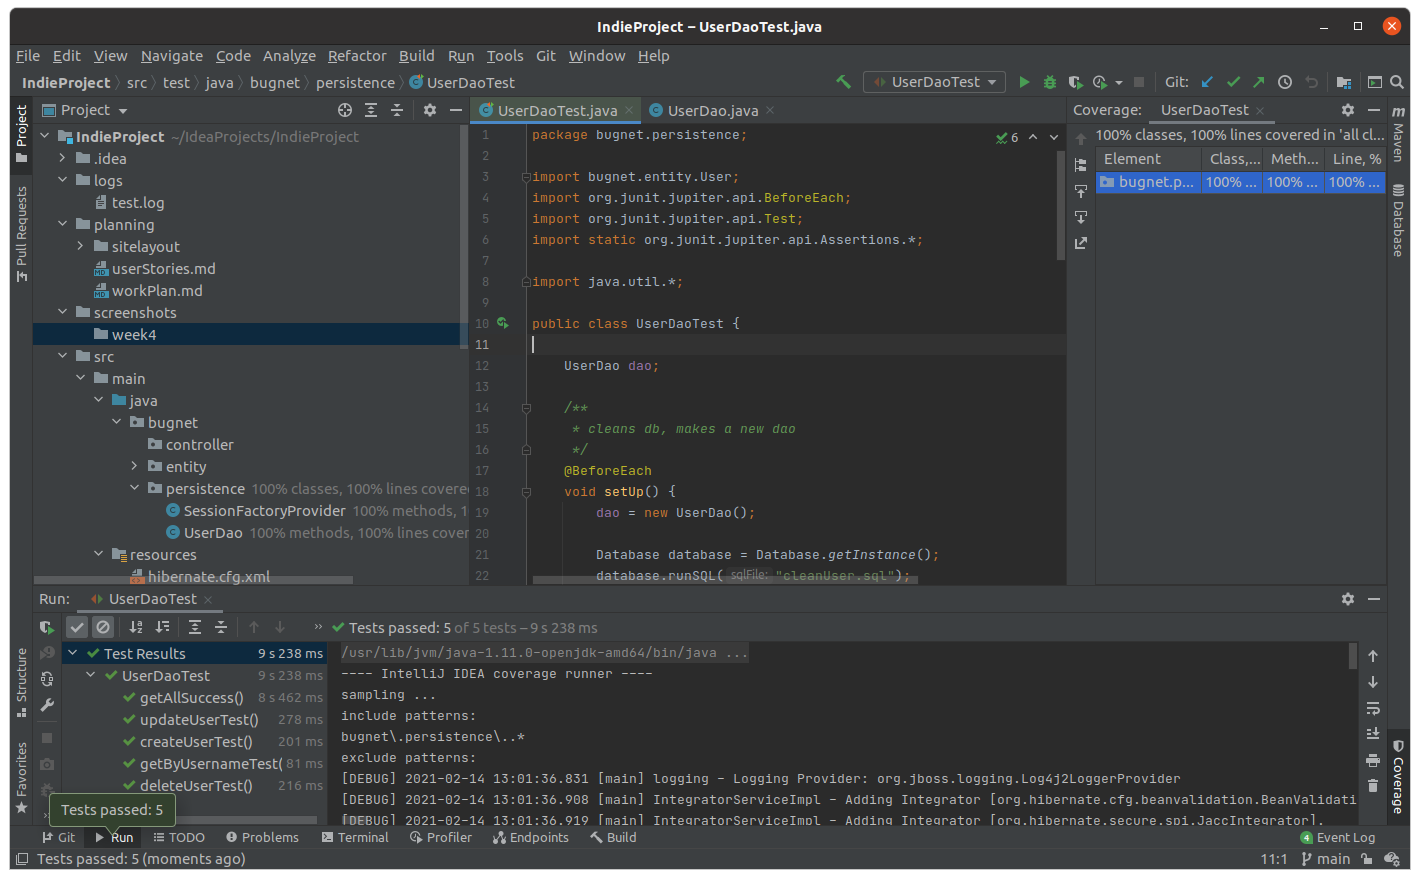 IndieProject – UserDaoTest.java
File Edit View Navigate Code Analyze Refactor Build Run Tools Git Window Help
IndieProject src test java bugnet persistence UserDaoTest
UserDaoTest
Git:
Project
UserDaoTest.java
UserDao.java
Coverage: UserDaoTest
Project
Pull Requests
Structure
Favorites
IndieProject ~/IdeaProjects/IndieProject
.idea
logs
test.log
planning
sitelayout
userStories.md
workPlan.md
screenshots
week4
src
main
java
bugnet
controller
entity
persistence 100% classes, 100% lines covere
SessionFactoryProvider 100% methods, 1
UserDao 100% methods, 100% lines cover
resources
hibernate.cfg.xml
6
1 package bugnet.persistence;
2
3 import bugnet.entity.User;
4 import org.junit.jupiter.api.BeforeEach;
5 import org.junit.jupiter.api.Test;
6 import static org.junit.jupiter.api.Assertions.*;
7
8 import java.util.*;
9
10 public class UserDaoTest {
11
12 UserDao dao;
13
14 /**
15 * cleans db, makes a new dao
16 */
17 @BeforeEach
18 void setUp() {
19 dao = new UserDao();
20
21 Database database = Database.getInstance();
22 database.runSQL( sqlFile: "cleanUser.sql");
100% classes, 100% lines covered in 'all cl...
Element Class,... Meth... Line, %
bugnet.p... 100% ... 100% ... 100% ...
Maven
Database
Coverage
Run: UserDaoTest
Tests passed: 5 of 5 tests – 9 s 238 ms
Test Results 9 s 238 ms
UserDaoTest 9 s 238 ms
getAllSuccess() 8 s 462 ms
updateUserTest() 278 ms
createUserTest() 201 ms
getByUsernameTest( 81 ms
deleteUserTest() 216 ms
Tests passed: 5
/usr/lib/jvm/java-1.11.0-openjdk-amd64/bin/java ...
---- IntelliJ IDEA coverage runner ----
sampling ...
include patterns:
bugnet\.persistence\..*
exclude patterns:
[DEBUG] 2021-02-14 13:01:36.831 [main] logging - Logging Provider: org.jboss.logging.Log4j2LoggerProvider
[DEBUG] 2021-02-14 13:01:36.908 [main] IntegratorServiceImpl - Adding Integrator [org.hibernate.cfg.beanvalidation.BeanValidati
[DEBUG] 2021-02-14 13:01:36.919 [main] IntegratorServiceImpl - Adding Integrator [org.hibernate.secure.spi.JaccIntegrator].
Git Run TODO Problems Terminal Profiler Endpoints Build
4 Event Log
Tests passed: 5 (moments ago)
11:1 main